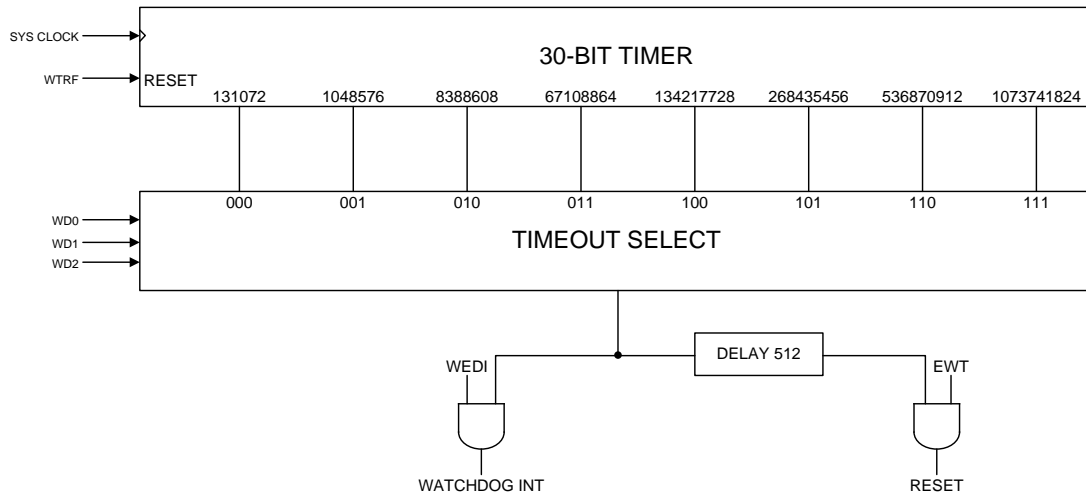 SYS CLOCK
30-BIT TIMER
WTRF
RESET
131072 1048576 8388608 67108864 134217728 268435456 536870912 1073741824
000 001 010 011 100 101 110 111
WD0
WD1
TIMEOUT SELECT
WD2
DELAY 512
WEDI
EWT
WATCHDOG INT
RESET